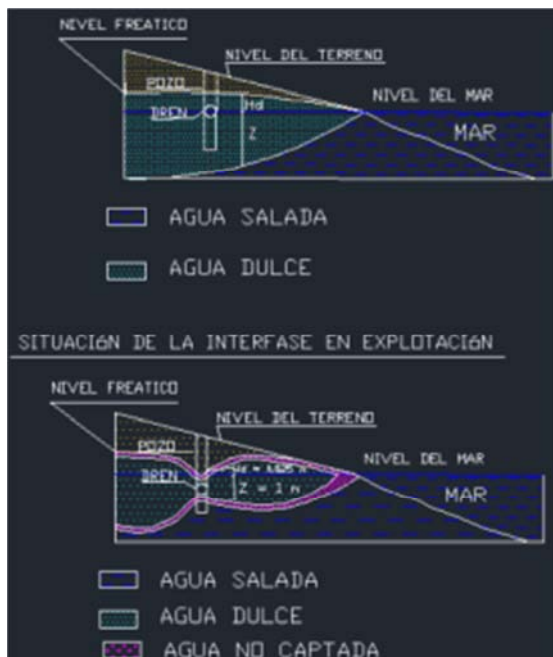 NIVEL FREATICO
NIVEL DEL TERRENO
POZO
NIVEL DEL MAR
DREN
Hd
Z
MAR
AGUA SALADA
AGUA DULCE
SITUACIóN DE LA INTERFASE EN EXPLOTACIóN
NIVEL FREATICO
NIVEL DEL TERRENO
POZO
NIVEL DEL MAR
DREN
Z = 1 m
MAR
AGUA SALADA
AGUA DULCE
AGUA NO CAPTADA